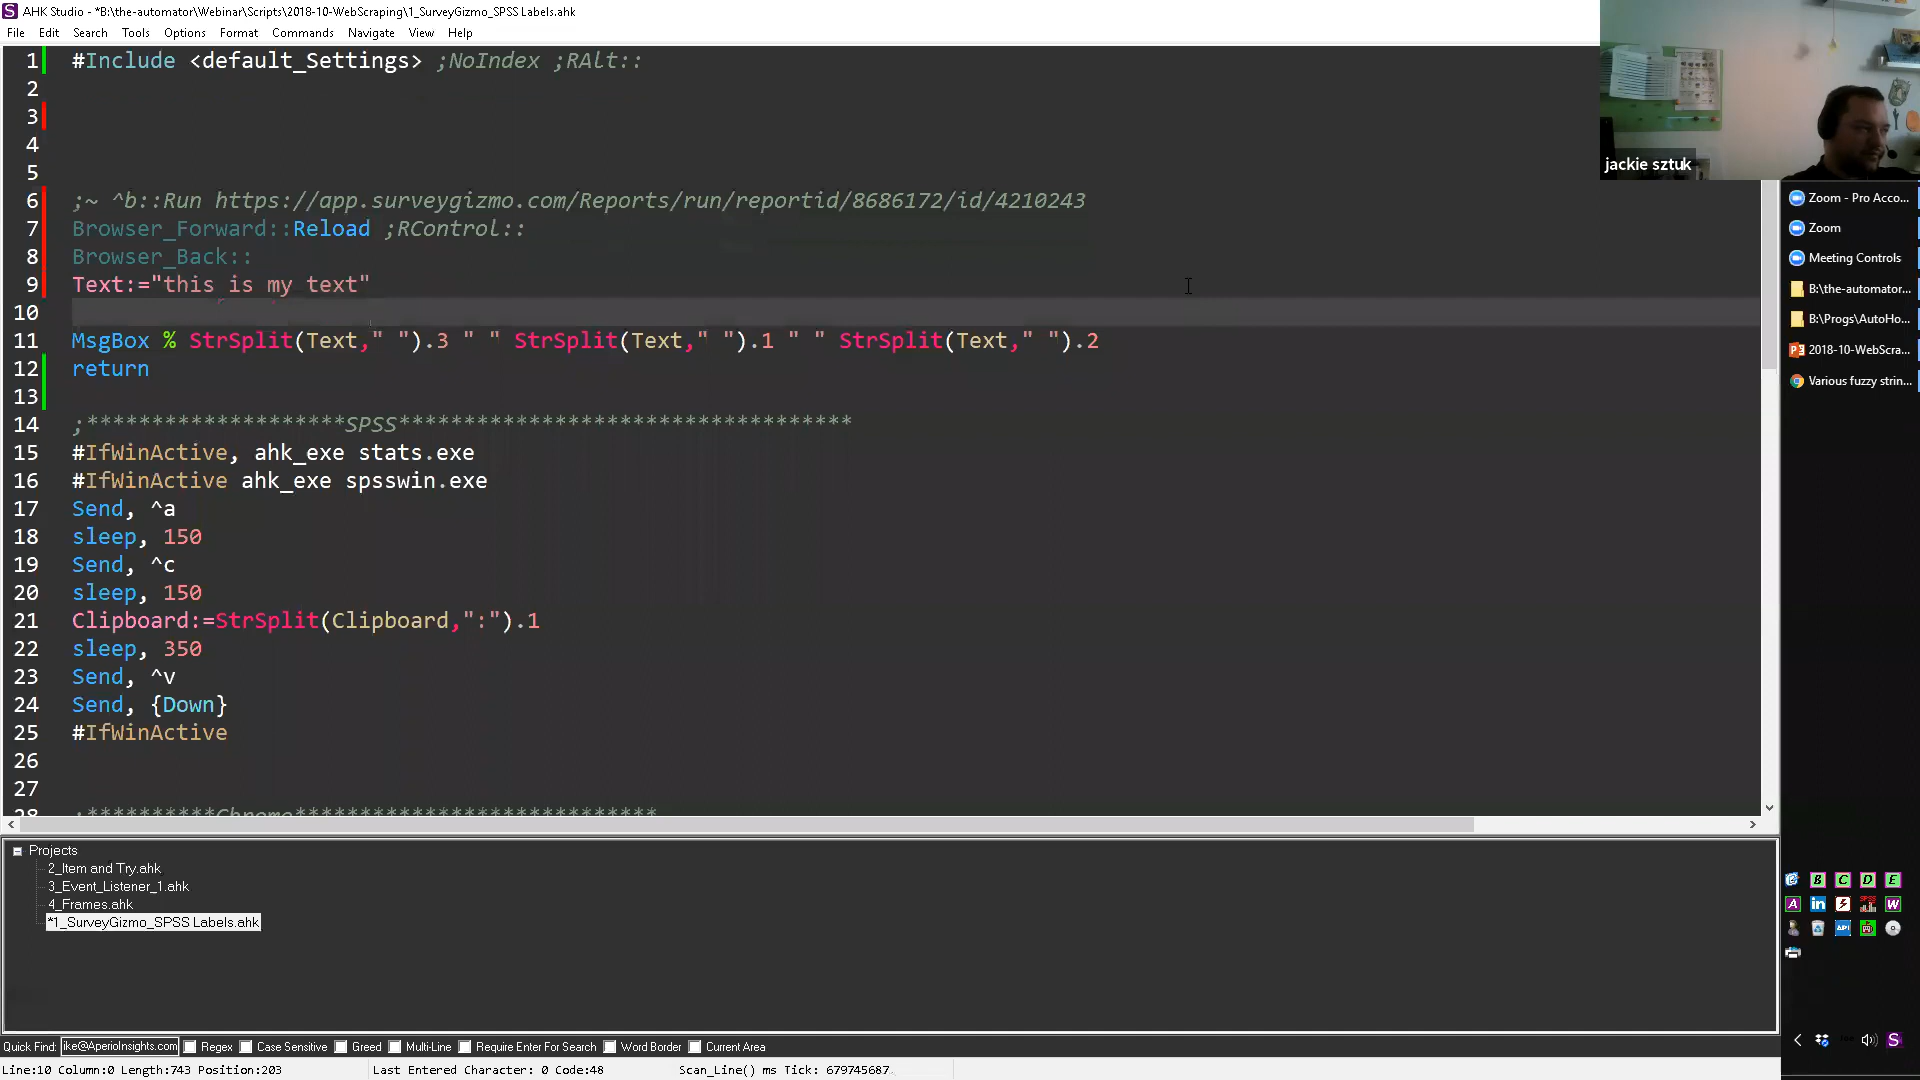 AHK Studio - *B:\the-automator\Webinar\Scripts\2018-10-WebScraping\1_SurveyGizmo_SPSS Labels.ahk
File Edit Search Tools Options Format Commands Navigate View Help
1 #Include <default_Settings> ;NoIndex ;RAlt::
2
3
4
5
6 ;~ ^b::Run https://app.surveygizmo.com/Reports/run/reportid/8686172/id/4210243
7 Browser_Forward::Reload ;RControl::
8 Browser_Back::
9 Text:="this is my text"
10
11 MsgBox % StrSplit(Text," ").3 " " StrSplit(Text," ").1 " " StrSplit(Text," ").2
12 return
13
14 ;********************SPSS***********************************
15 #IfWinActive, ahk_exe stats.exe
16 #IfWinActive ahk_exe spsswin.exe
17 Send, ^a
18 sleep, 150
19 Send, ^c
20 sleep, 150
21 Clipboard:=StrSplit(Clipboard,":").1
22 sleep, 350
23 Send, ^v
24 Send, {Down}
25 #IfWinActive
26
27
28 ;**********Chrome****************************
jackie sztuk
Zoom - Pro Acco...
Zoom
Meeting Controls
B:\the-automator...
B:\Progs\AutoHo...
2018-10-WebScra...
Various fuzzy strin...
Projects
2_Item and Try.ahk
3_Event_Listener_1.ahk
4_Frames.ahk
*1_SurveyGizmo_SPSS Labels.ahk
B C D E
A in SPSS W
API
S
Quick Find: ike@AperioInsights.com Regex Case Sensitive Greed Multi-Line Require Enter For Search Word Border Current Area
Line:10 Column:0 Length:743 Position:203 Last Entered Character: 0 Code:48 Scan_Line() ms Tick: 679745687